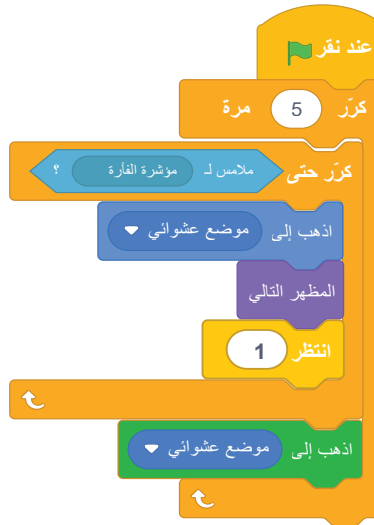 عند نقر
كرّر 5 مرة
كرّر حتى ملامس لـ مؤشرة الفأرة ؟
اذهب إلى موضع عشوائي
المظهر التالي
انتظر 1
اذهب إلى موضع عشوائي